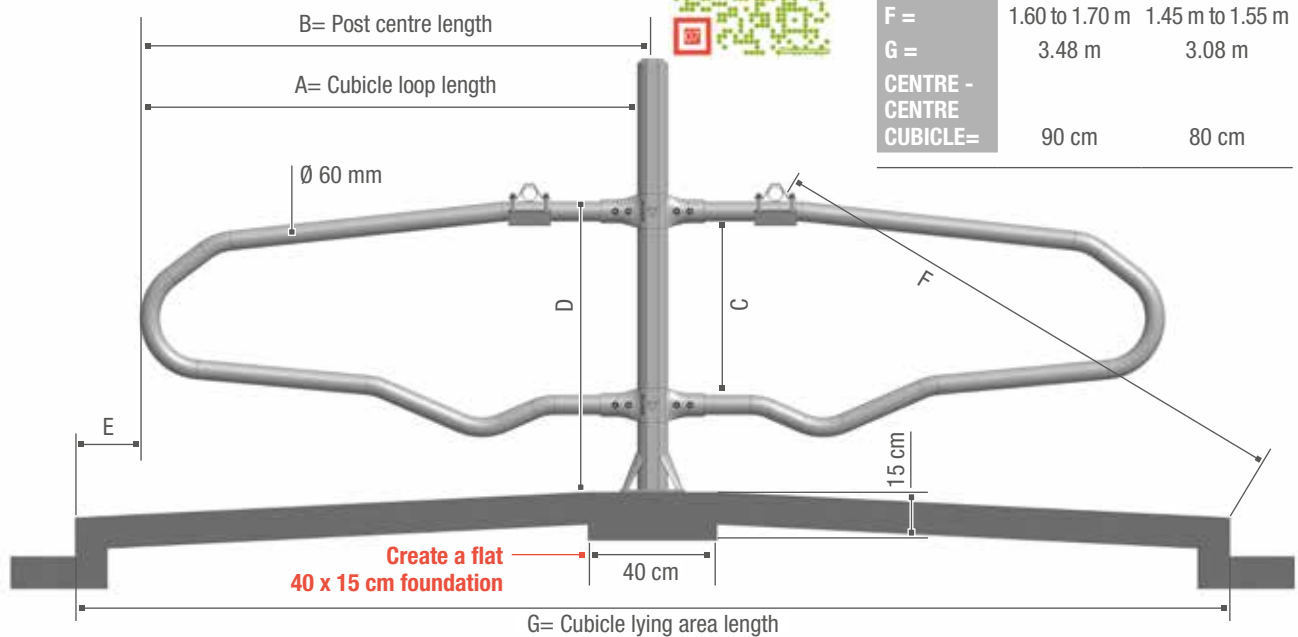 B= Post centre length
A= Cubicle loop length
F = 1.60 to 1.70 m 1.45 m to 1.55 m
G = 3.48 m 3.08 m
CENTRE -
CENTRE
CUBICLE= 90 cm 80 cm
Ø 60 mm
D
C
F
E
15 cm
Create a flat
40 x 15 cm foundation
40 cm
G= Cubicle lying area length